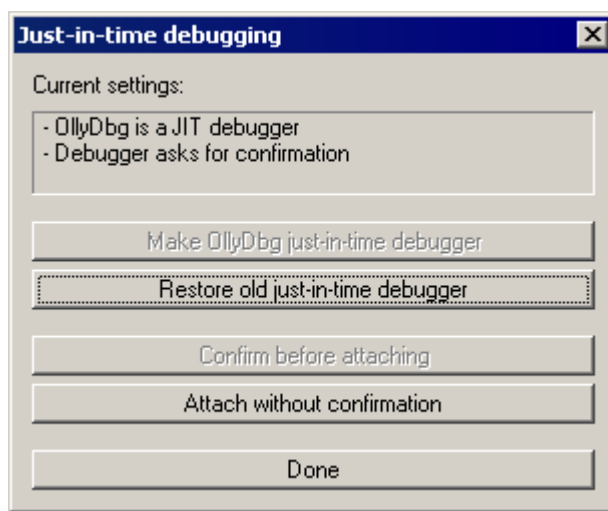 Just-in-time debugging
Current settings:
- OllyDbg is a JIT debugger
- Debugger asks for confirmation
Make OllyDbg just-in-time debugger
Restore old just-in-time debugger
Confirm before attaching
Attach without confirmation
Done